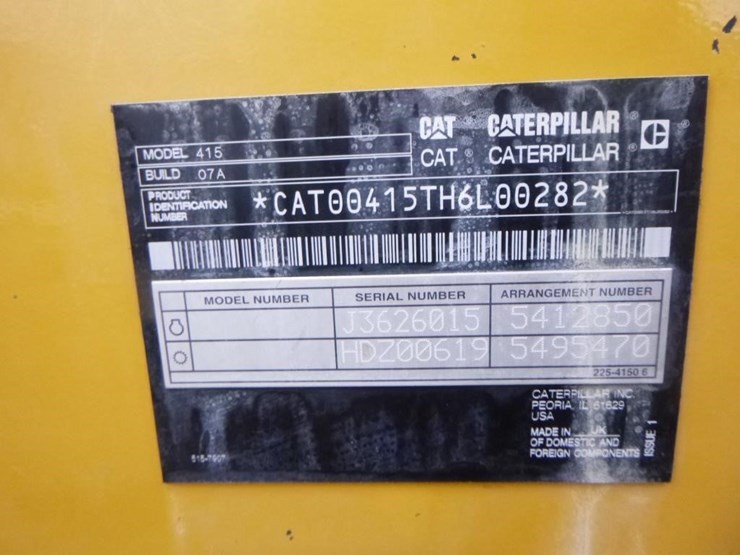 CAT ® CATERPILLAR ®
CAT ® CATERPILLAR ®
MODEL 415
BUILD 07A
PRODUCT IDENTIFICATION NUMBER
*CAT00415TH6L00282*
MODEL NUMBER SERIAL NUMBER ARRANGEMENT NUMBER
J3626015 5412850
HDZ00619 5495470
225-4150 6
CATERPILLAR INC.
PEORIA, IL 61629
USA
MADE IN UK
OF DOMESTIC AND
FOREIGN COMPONENTS
ISSUE 1